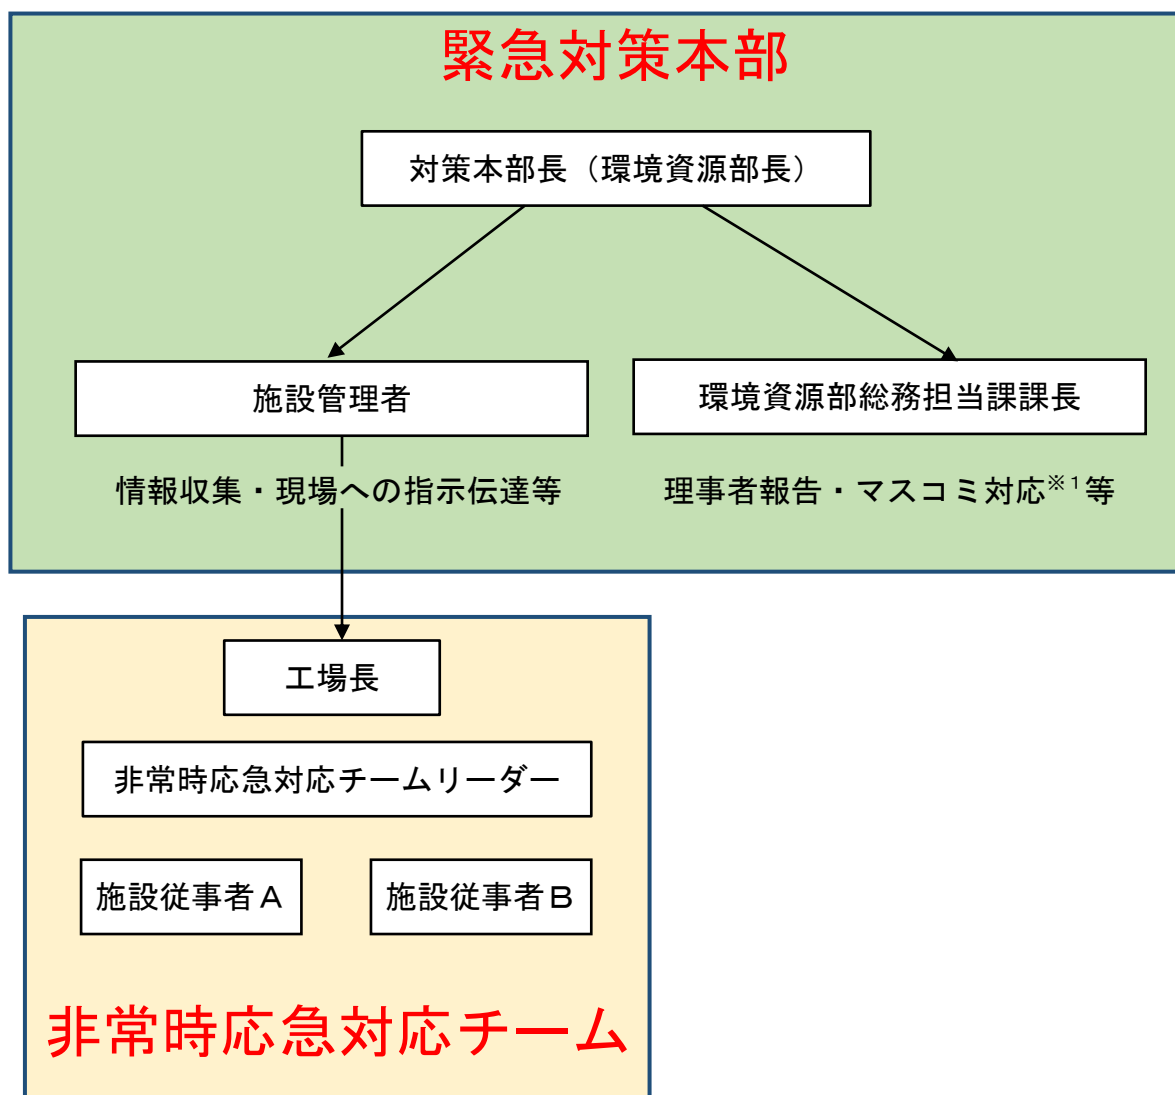 緊急対策本部
対策本部長（環境資源部長）
施設管理者
環境資源部総務担当課課長
情報収集・現場への指示伝達等
理事者報告・マスコミ対応※１等
工場長
非常時応急対応チームリーダー
施設従事者Ａ
施設従事者Ｂ
非常時応急対応チーム